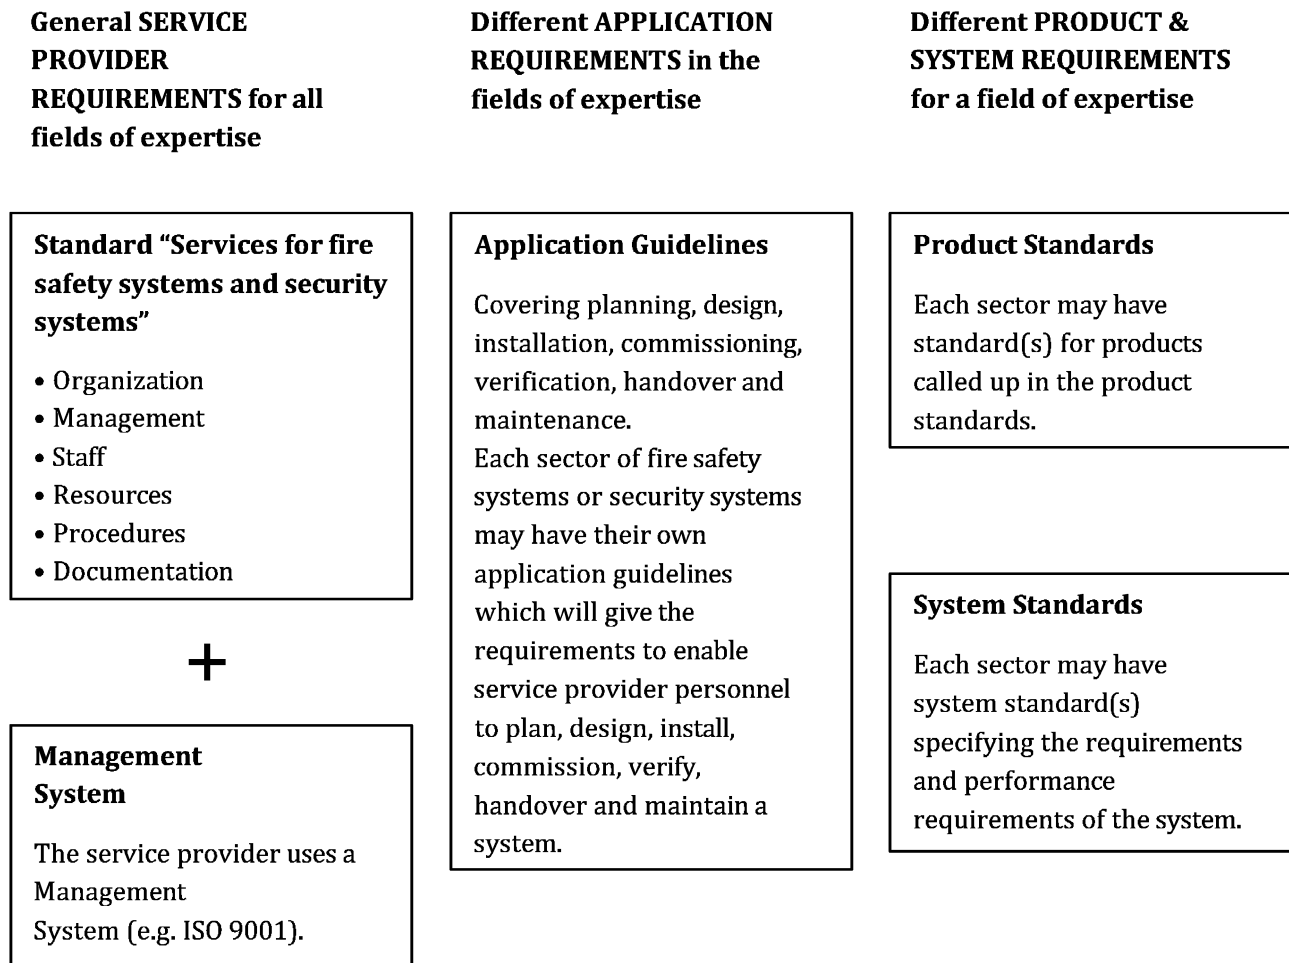 General SERVICE
PROVIDER
REQUIREMENTS for all
fields of expertise
Different APPLICATION
REQUIREMENTS in the
fields of expertise
Different PRODUCT &
SYSTEM REQUIREMENTS
for a field of expertise
Standard “Services for fire
safety systems and security
systems”
• Organization
• Management
• Staff
• Resources
• Procedures
• Documentation
+
Management
System
The service provider uses a
Management
System (e.g. ISO 9001).
Application Guidelines
Covering planning, design,
installation, commissioning,
verification, handover and
maintenance.
Each sector of fire safety
systems or security systems
may have their own
application guidelines
which will give the
requirements to enable
service provider personnel
to plan, design, install,
commission, verify,
handover and maintain a
system.
Product Standards
Each sector may have
standard(s) for products
called up in the product
standards.
System Standards
Each sector may have
system standard(s)
specifying the requirements
and performance
requirements of the system.